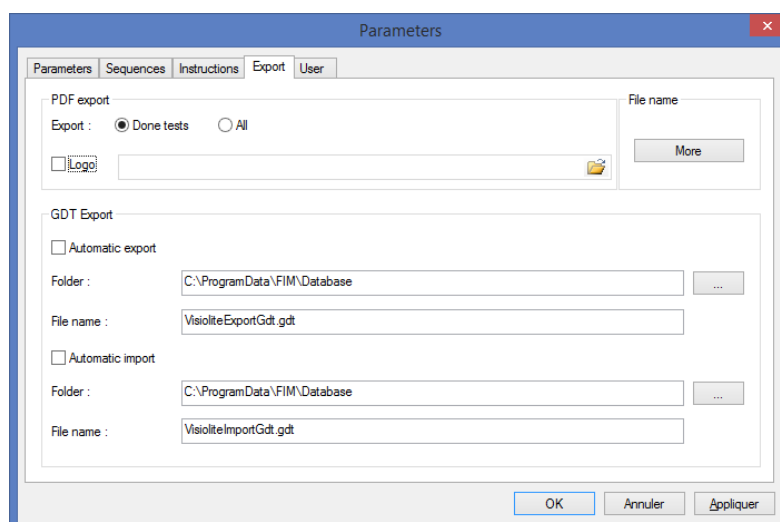 Parameters
Parameters Sequences Instructions Export User
PDF export
File name
Export : Done tests All
More
Logo
GDT Export
Automatic export
Folder : C:\ProgramData\FIM\Database ...
File name : VisioliteExportGdt.gdt
Automatic import
Folder : C:\ProgramData\FIM\Database ...
File name : VisioliteImportGdt.gdt
OK Annuler Appliquer